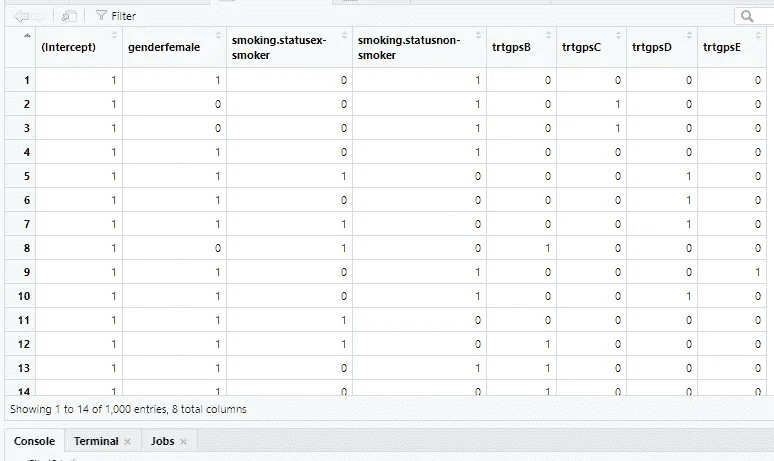 Filter
(Intercept) genderfemale smoking.statusex-smoker smoking.statusnon-smoker trtgpsB trtgpsC trtgpsD trtgpsE
1 1 1 0 1 0 0 0 0
2 1 0 0 1 0 1 0 0
3 1 0 0 1 0 1 0 0
4 1 1 0 1 0 0 0 0
5 1 1 1 0 0 0 1 0
6 1 1 0 0 0 0 1 0
7 1 1 1 0 0 0 1 0
8 1 0 1 0 1 0 0 0
9 1 1 0 1 0 0 0 1
10 1 1 0 1 0 0 1 0
11 1 1 1 0 0 0 0 0
12 1 1 1 0 1 0 0 0
13 1 1 0 1 1 0 0 0
14 1 1 0 0 1 0 0 0
Showing 1 to 14 of 1,000 entries, 8 total columns
Console Terminal × Jobs ×